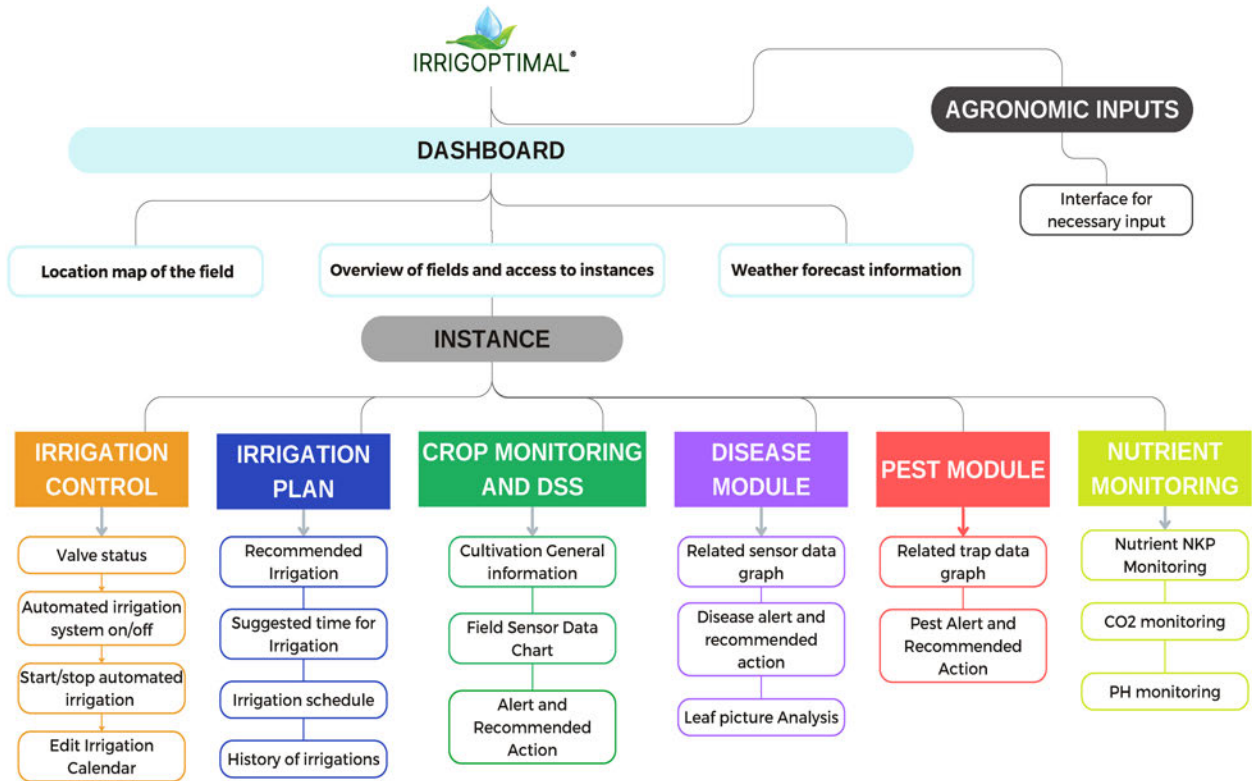 IRRIGOPTIMAL®
AGRONOMIC INPUTS
DASHBOARD
Interface for
necessary input
Location map of the field
Overview of fields and access to instances
Weather forecast information
INSTANCE
IRRIGATION
CONTROL
Valve status
Automated irrigation
system on/off
Start/stop automated
irrigation
Edit Irrigation
Calendar
IRRIGATION
PLAN
Recommended
Irrigation
Suggested time for
Irrigation
Irrigation schedule
History of irrigations
CROP MONITORING
AND DSS
Cultivation General
information
Field Sensor Data
Chart
Alert and
Recommended
Action
DISEASE
MODULE
Related sensor data
graph
Disease alert and
recommended
action
Leaf picture Analysis
PEST MODULE
Related trap data
graph
Pest Alert and
Recommended
Action
NUTRIENT
MONITORING
Nutrient NKP
Monitoring
CO2 monitoring
PH monitoring